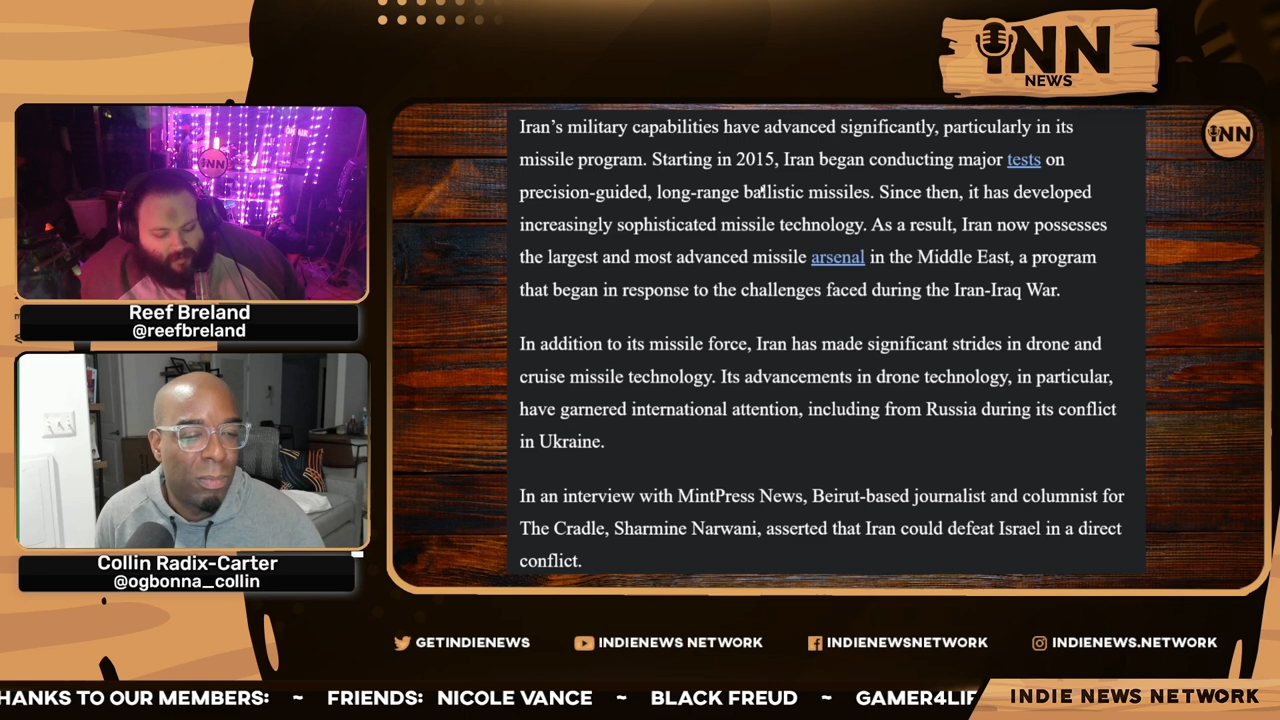 INN
NEWS
INN
INN
Iran's military capabilities have advanced significantly, particularly in its
missile program. Starting in 2015, Iran began conducting major tests on
precision-guided, long-range ballistic missiles. Since then, it has developed
increasingly sophisticated missile technology. As a result, Iran now possesses
the largest and most advanced missile arsenal in the Middle East, a program
that began in response to the challenges faced during the Iran-Iraq War.
In addition to its missile force, Iran has made significant strides in drone and
cruise missile technology. Its advancements in drone technology, in particular,
have garnered international attention, including from Russia during its conflict
in Ukraine.
In an interview with MintPress News, Beirut-based journalist and columnist for
The Cradle, Sharmine Narwani, asserted that Iran could defeat Israel in a direct
conflict.
Reef Breland
@reefbreland
Collin Radix-Carter
@ogbonna_collin
GETINDIENEWS
INDIENEWS NETWORK
INDIENEWSNETWORK
INDIENEWS.NETWORK
HANKS TO OUR MEMBERS: ~ FRIENDS: NICOLE VANCE ~ BLACK FREUD ~ GAMER4LIF
INDIE NEWS NETWORK